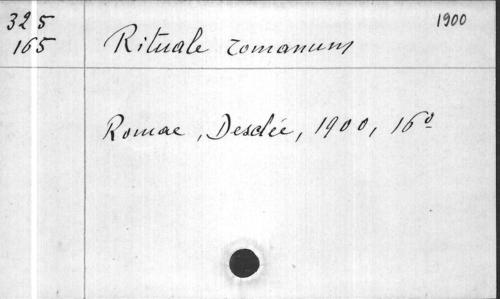 325
165
1900
Rituale romanum
Romae, Desclée, 1900, 16º